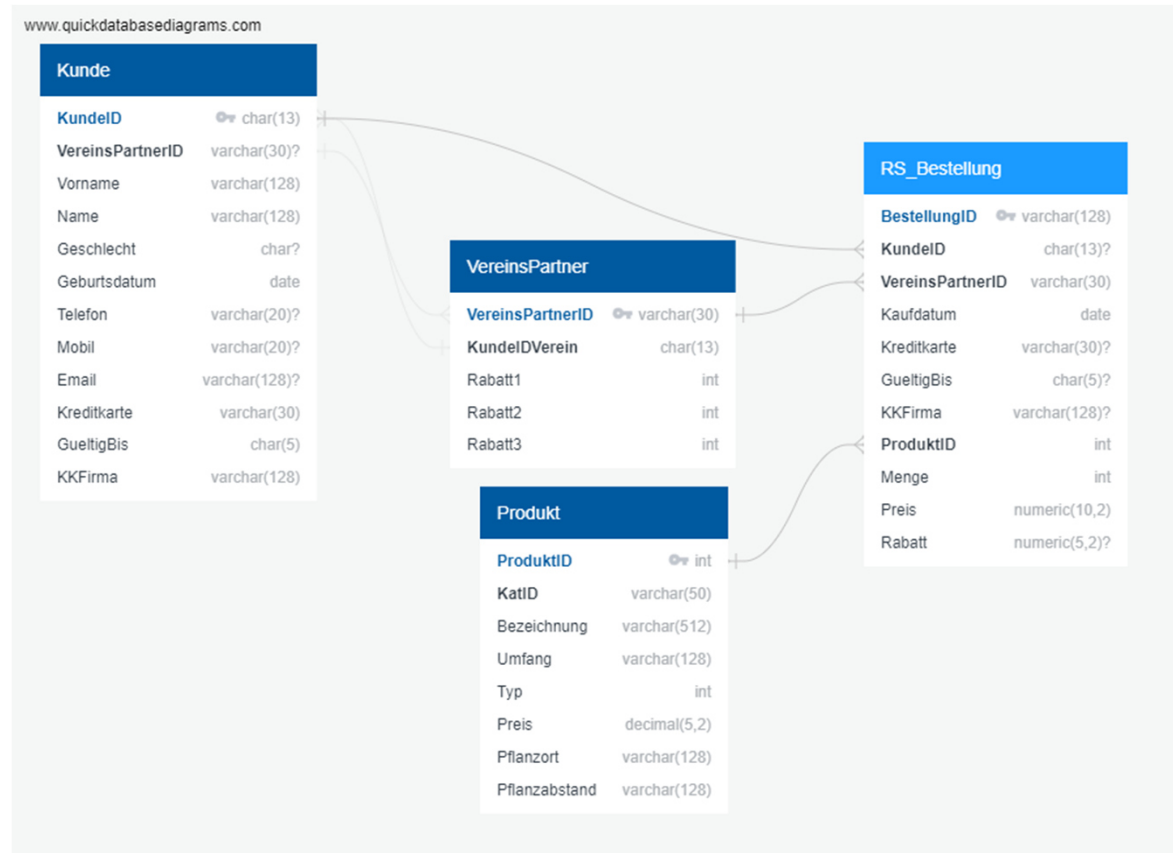 www.quickdatabasediagrams.com
Kunde
KundeID char(13)
VereinsPartnerID varchar(30)?
Vorname varchar(128)
Name varchar(128)
Geschlecht char?
Geburtsdatum date
Telefon varchar(20)?
Mobil varchar(20)?
Email varchar(128)?
Kreditkarte varchar(30)
GueltigBis char(5)
KKFirma varchar(128)
VereinsPartner
VereinsPartnerID varchar(30)
KundeIDVerein char(13)
Rabatt1 int
Rabatt2 int
Rabatt3 int
Produkt
ProduktID int
KatID varchar(50)
Bezeichnung varchar(512)
Umfang varchar(128)
Typ int
Preis decimal(5,2)
Pflanzort varchar(128)
Pflanzabstand varchar(128)
RS_Bestellung
BestellungID varchar(128)
KundeID char(13)?
VereinsPartnerID varchar(30)
Kaufdatum date
Kreditkarte varchar(30)?
GueltigBis char(5)?
KKFirma varchar(128)?
ProduktID int
Menge int
Preis numeric(10,2)
Rabatt numeric(5,2)?